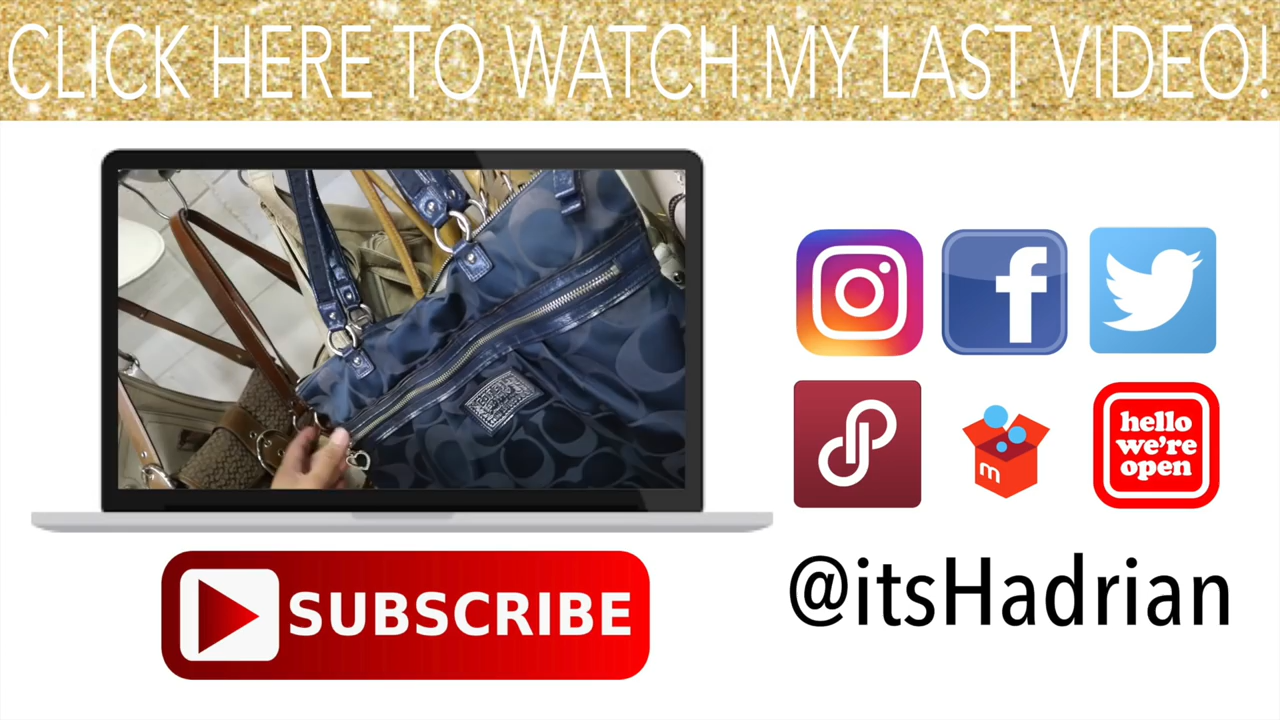 CLICK HERE TO WATCH MY LAST VIDEO!
f
m
hello
we're
open
SUBSCRIBE
@itsHadrian